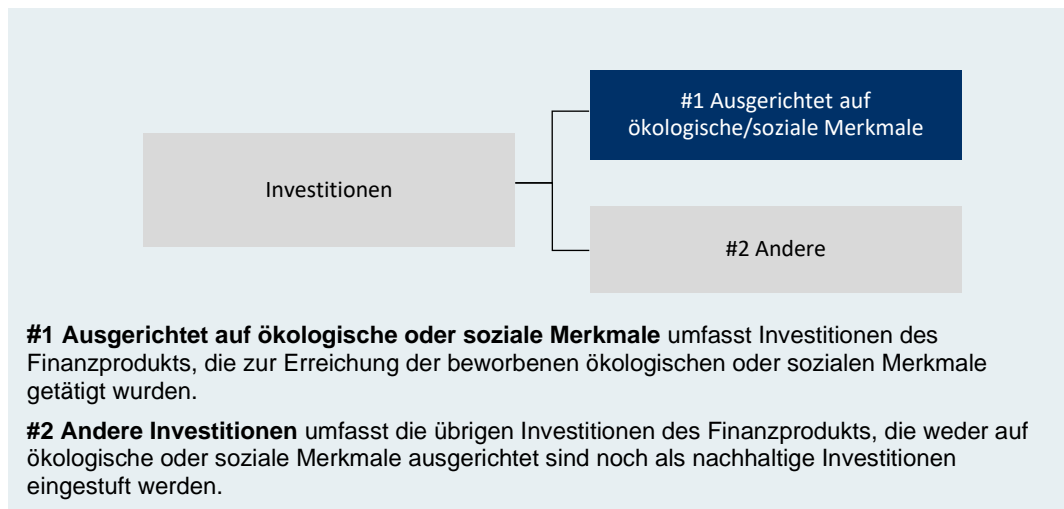 #1 Ausgerichtet auf
ökologische/soziale Merkmale
Investitionen
#2 Andere
#1 Ausgerichtet auf ökologische oder soziale Merkmale umfasst Investitionen des
Finanzprodukts, die zur Erreichung der beworbenen ökologischen oder sozialen Merkmale
getätigt wurden.
#2 Andere Investitionen umfasst die übrigen Investitionen des Finanzprodukts, die weder auf
ökologische oder soziale Merkmale ausgerichtet sind noch als nachhaltige Investitionen
eingestuft werden.